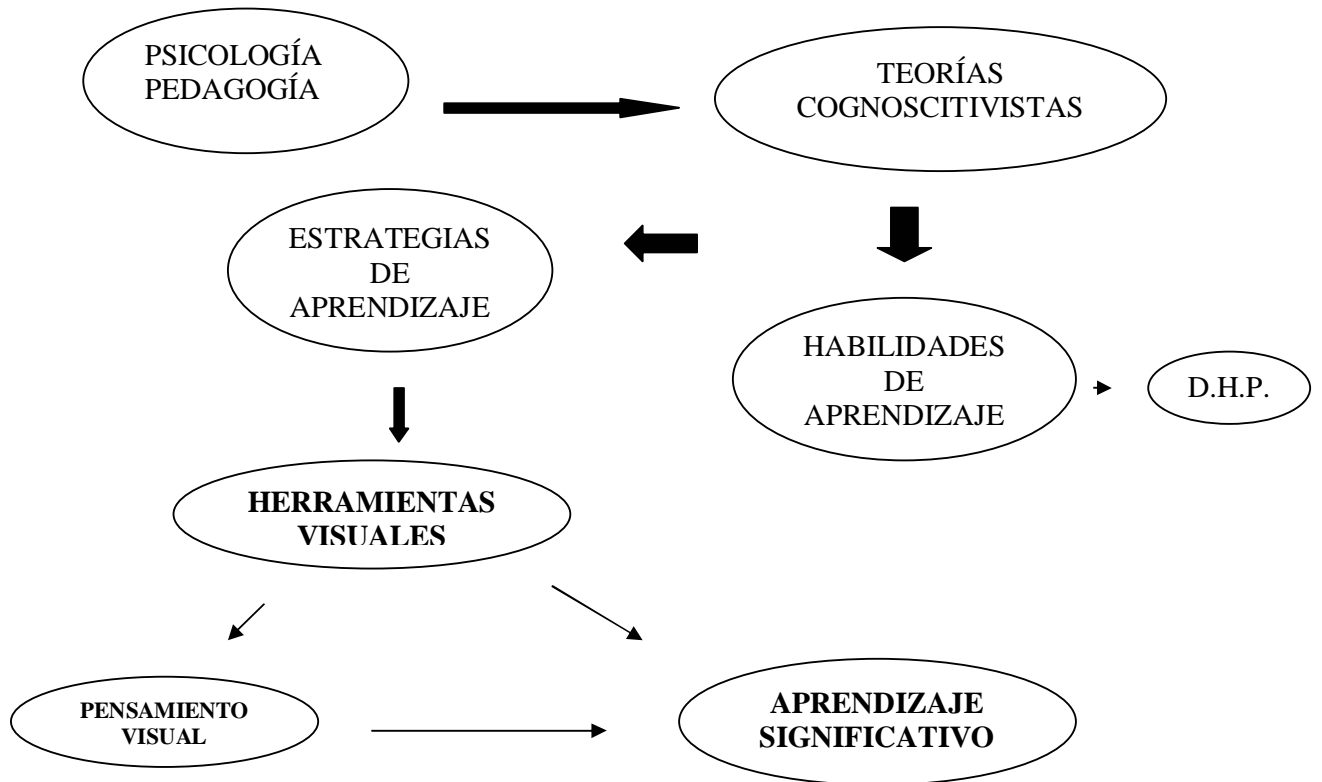 PSICOLOGÍA
PEDAGOGÍA
TEORÍAS
COGNOSCITIVISTAS
ESTRATEGIAS
DE
APRENDIZAJE
HABILIDADES
DE
APRENDIZAJE
D.H.P.
HERRAMIENTAS
VISUALES
PENSAMIENTO
VISUAL
APRENDIZAJE
SIGNIFICATIVO